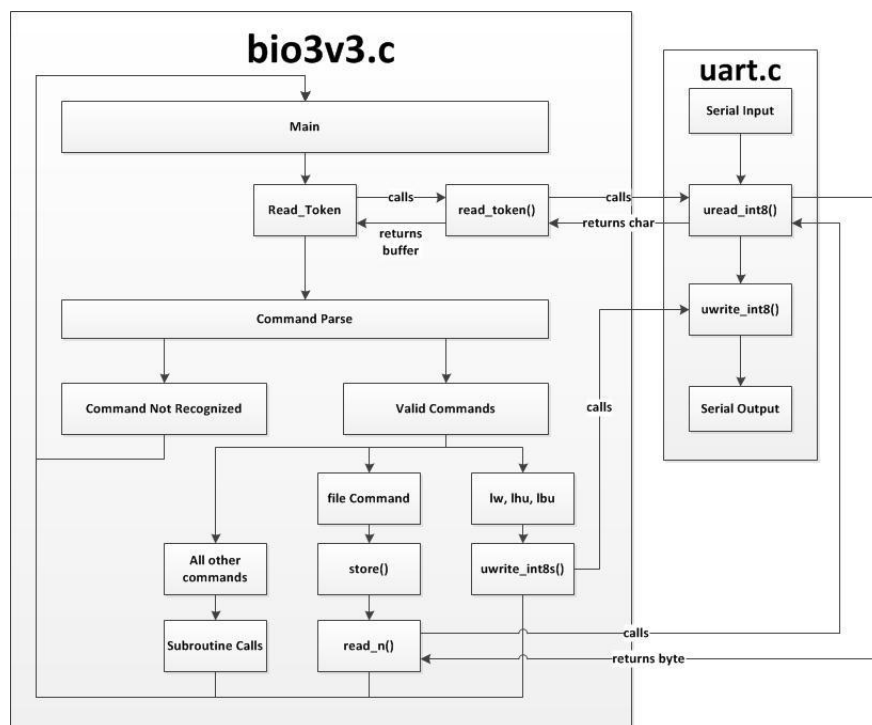 bio3v3.c
uart.c
Serial Input
Main
Read_Token
calls
returns
buffer
read_token()
calls
returns char
uread_int8()
Command Parse
uwrite_int8()
Command Not Recognized
Valid Commands
calls
Serial Output
file Command
lw, lhu, lbu
All other
commands
store()
uwrite_int8s()
Subroutine Calls
read_n()
calls
returns byte